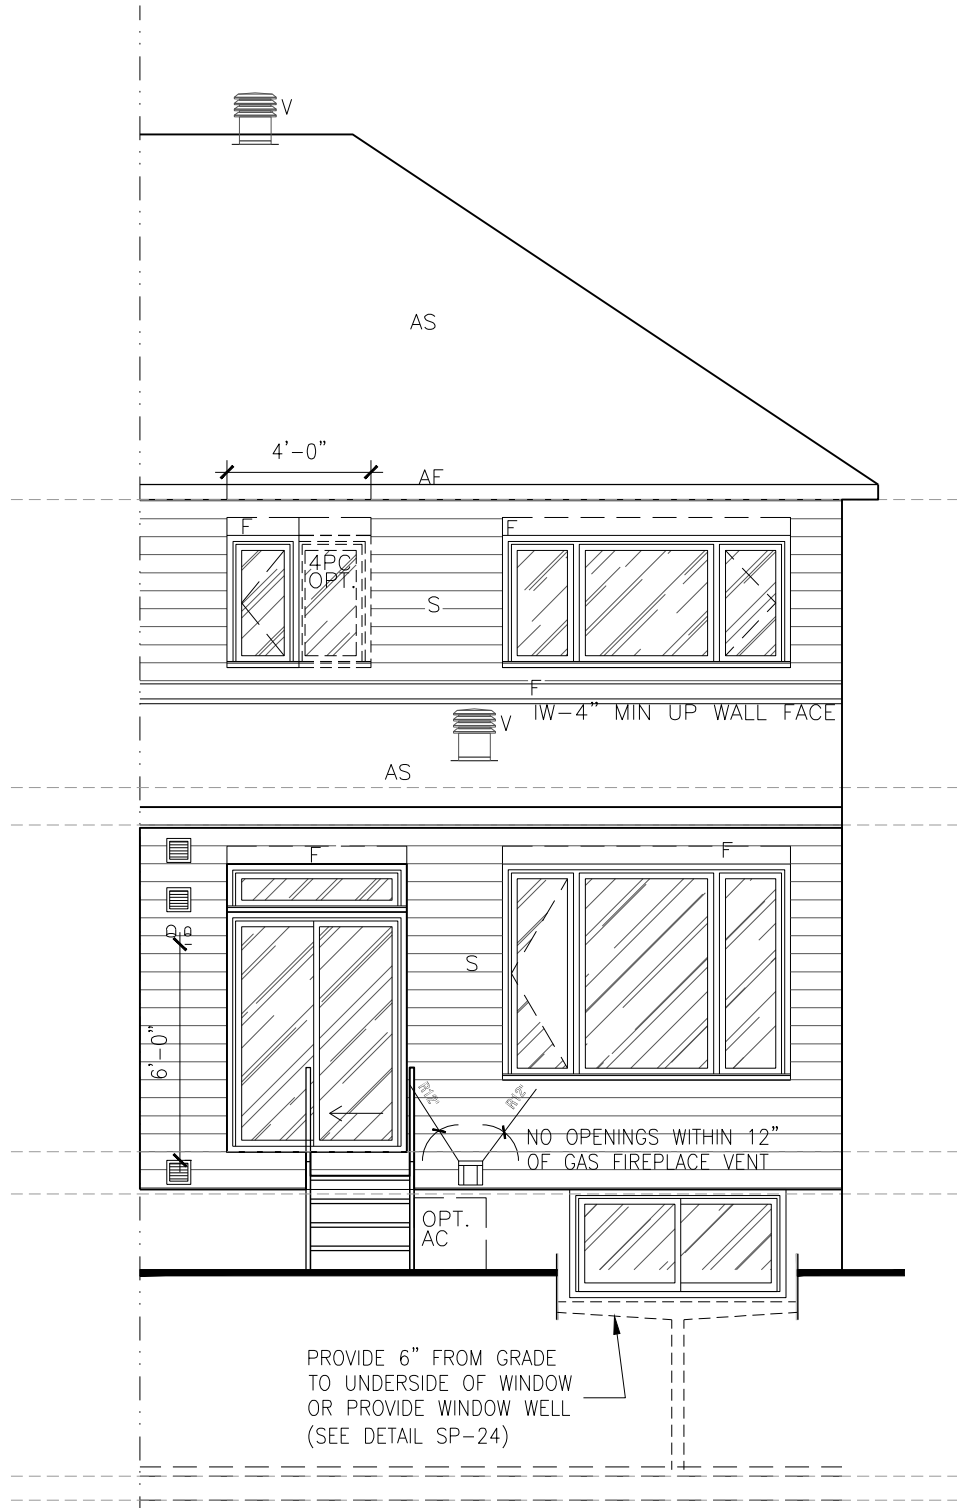 V
AS
4'-0"
AF
F
F
4PC
OPT.
S
F
IW-4" MIN UP WALL FACE
V
AS
F
F
S
6'-0"
R12"
R12"
NO OPENINGS WITHIN 12"
OF GAS FIREPLACE VENT
OPT.
AC
PROVIDE 6" FROM GRADE
TO UNDERSIDE OF WINDOW
OR PROVIDE WINDOW WELL
(SEE DETAIL SP-24)